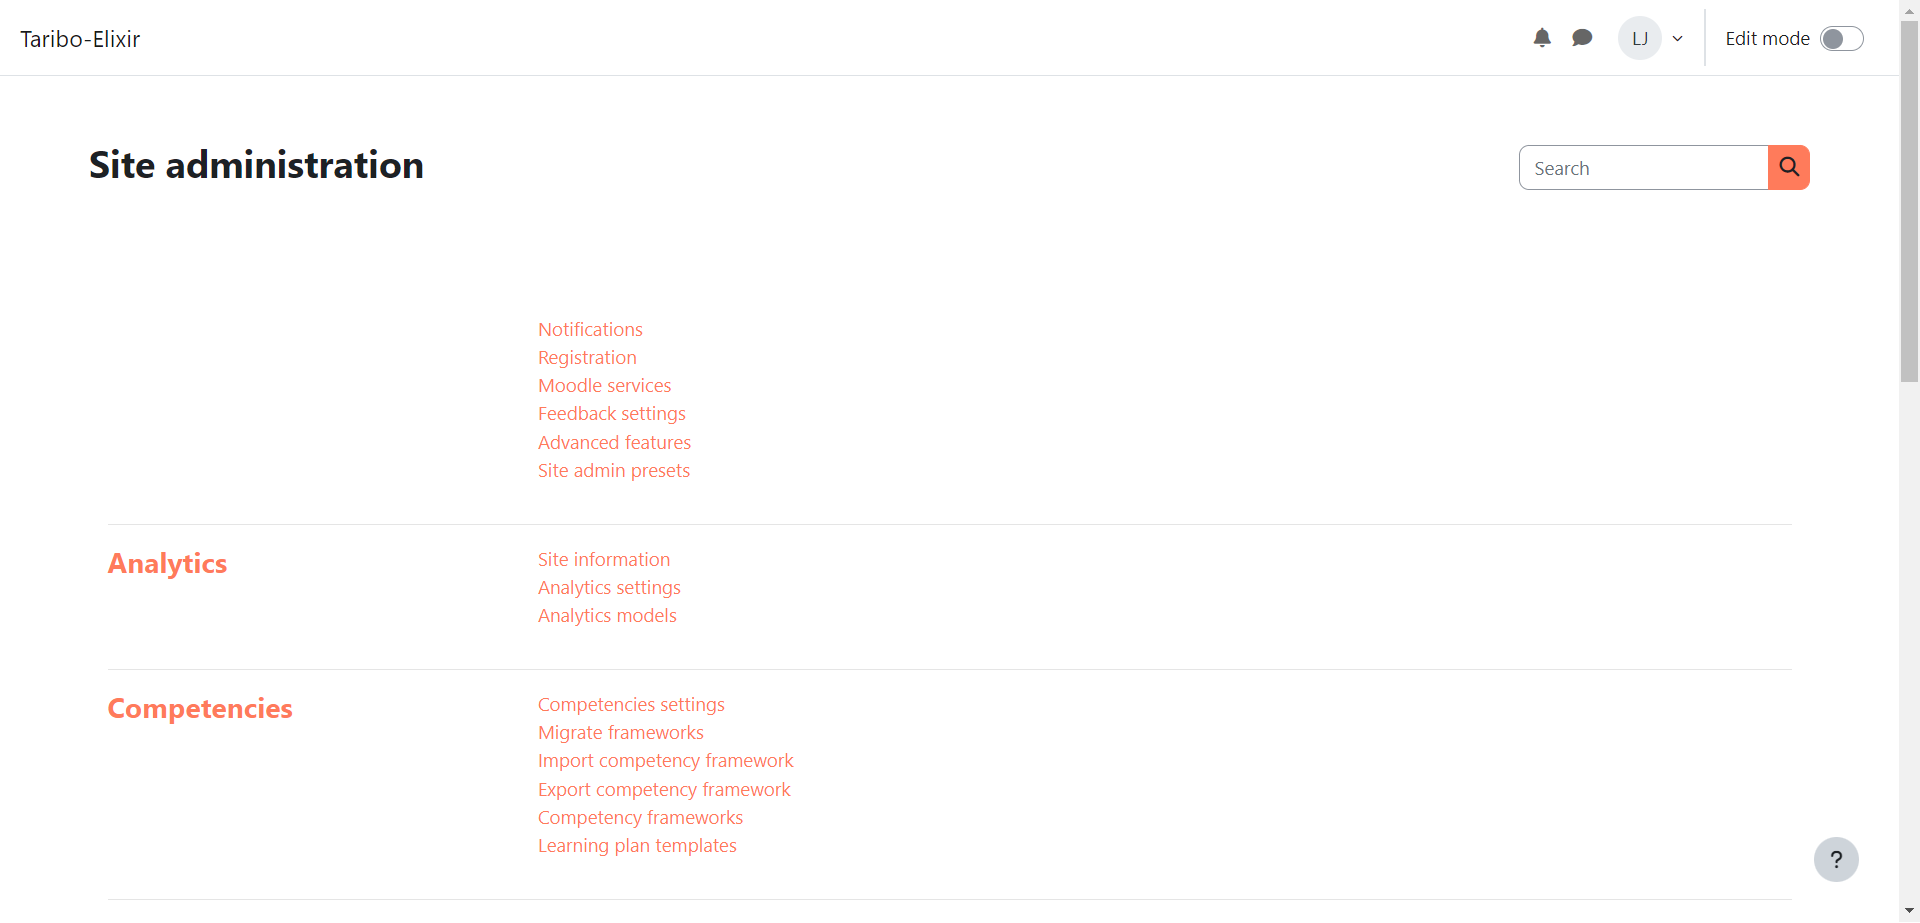 Taribo-Elixir
LJ
Edit mode
Site administration
Search
Notifications
Registration
Moodle services
Feedback settings
Advanced features
Site admin presets
Analytics
Site information
Analytics settings
Analytics models
Competencies
Competencies settings
Migrate frameworks
Import competency framework
Export competency framework
Competency frameworks
Learning plan templates
?